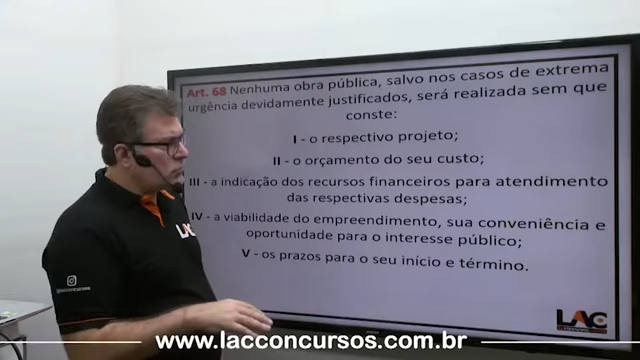 Art. 68 Nenhuma obra pública, salvo nos casos de extrema
urgência devidamente justificados, será realizada sem que
conste:
I - o respectivo projeto;
II - o orçamento do seu custo;
III - a indicação dos recursos financeiros para atendimento
das respectivas despesas;
IV - a viabilidade do empreendimento, sua conveniência e
oportunidade para o interesse público;
V - os prazos para o seu início e término.
LAC
LAC
www.lacconcursos.com.br